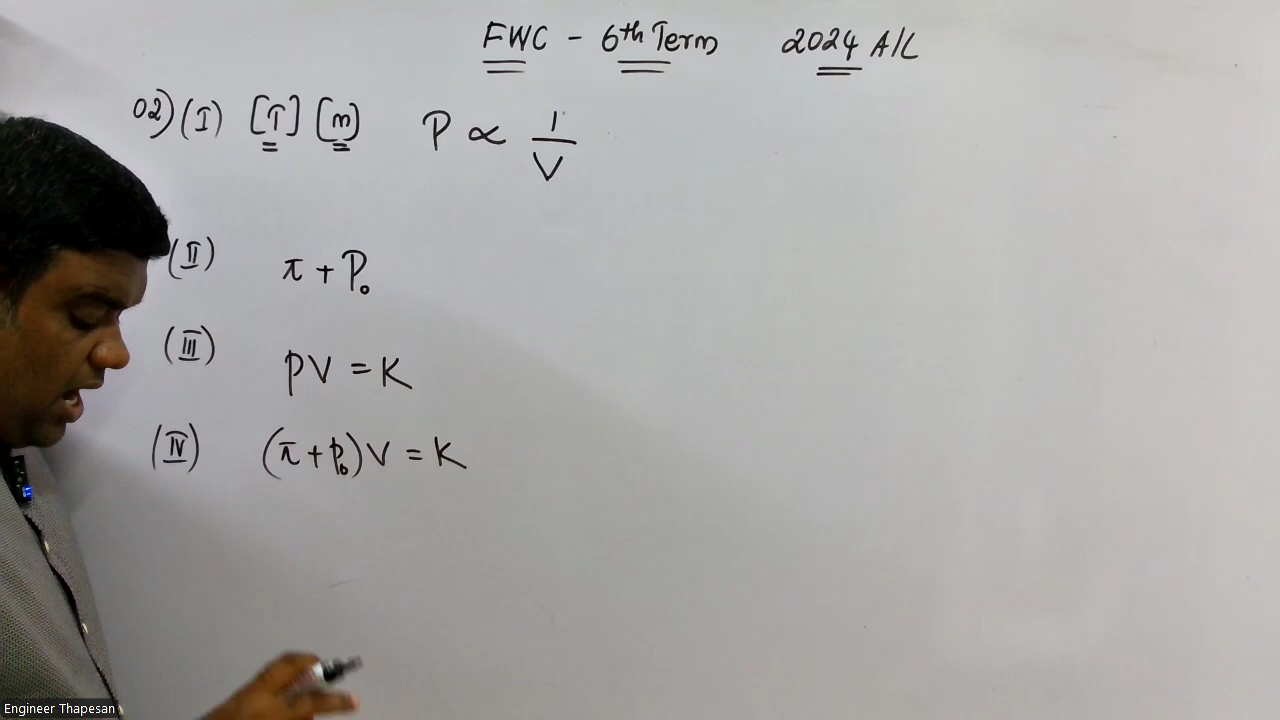 FWC - 6th Term 2024 A/L
02) (I) [T] [m] P ∝ 1/V
(II) π + P₀
(III) PV = K
(IV) (π + P₀)V = K
Engineer Thapesan